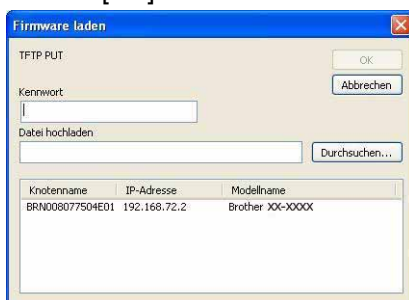 Firmware laden
TFTP PUT
OK
Kennwort
Abbrechen
Datei hochladen
Durchsuchen...
Knotenname IP-Adresse Modellname
BRN008077504E01 192.168.72.2 Brother XX-XXXX